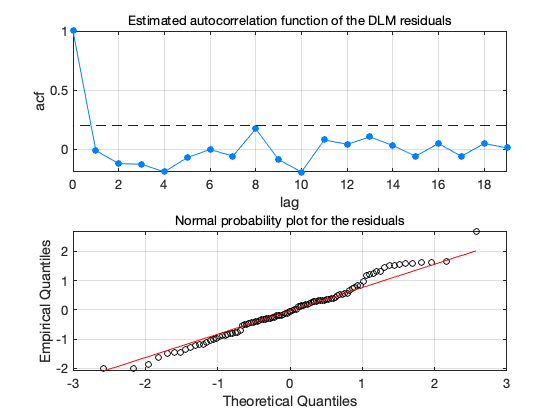 Estimated autocorrelation function of the DLM residuals
1
0.5
0
acf
0 2 4 6 8 10 12 14 16 18
lag
Normal probability plot for the residuals
2
1
0
-1
-2
Empirical Quantiles
-3 -2 -1 0 1 2 3
Theoretical Quantiles